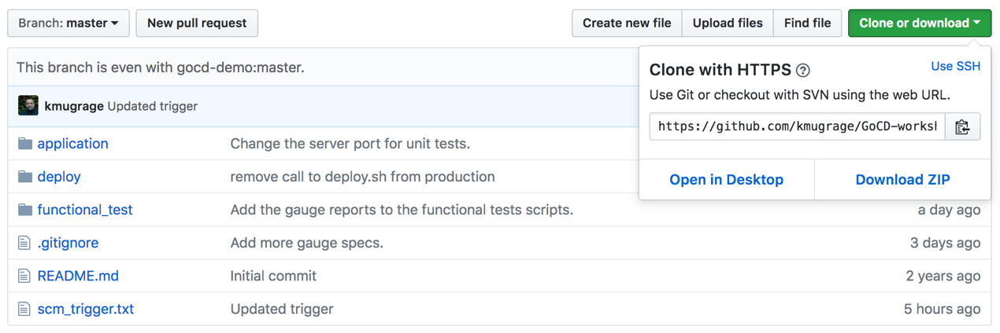 Branch: master New pull request Create new file Upload files Find file Clone or download
This branch is even with gocd-demo:master.
Clone with HTTPS ? Use SSH
Use Git or checkout with SVN using the web URL.
https://github.com/kmugrage/GoCD-works
Open in Desktop Download ZIP
kmugrage Updated trigger
application Change the server port for unit tests.
deploy remove call to deploy.sh from production
functional_test Add the gauge reports to the functional tests scripts. a day ago
.gitignore Add more gauge specs. 3 days ago
README.md Initial commit 2 years ago
scm_trigger.txt Updated trigger 5 hours ago